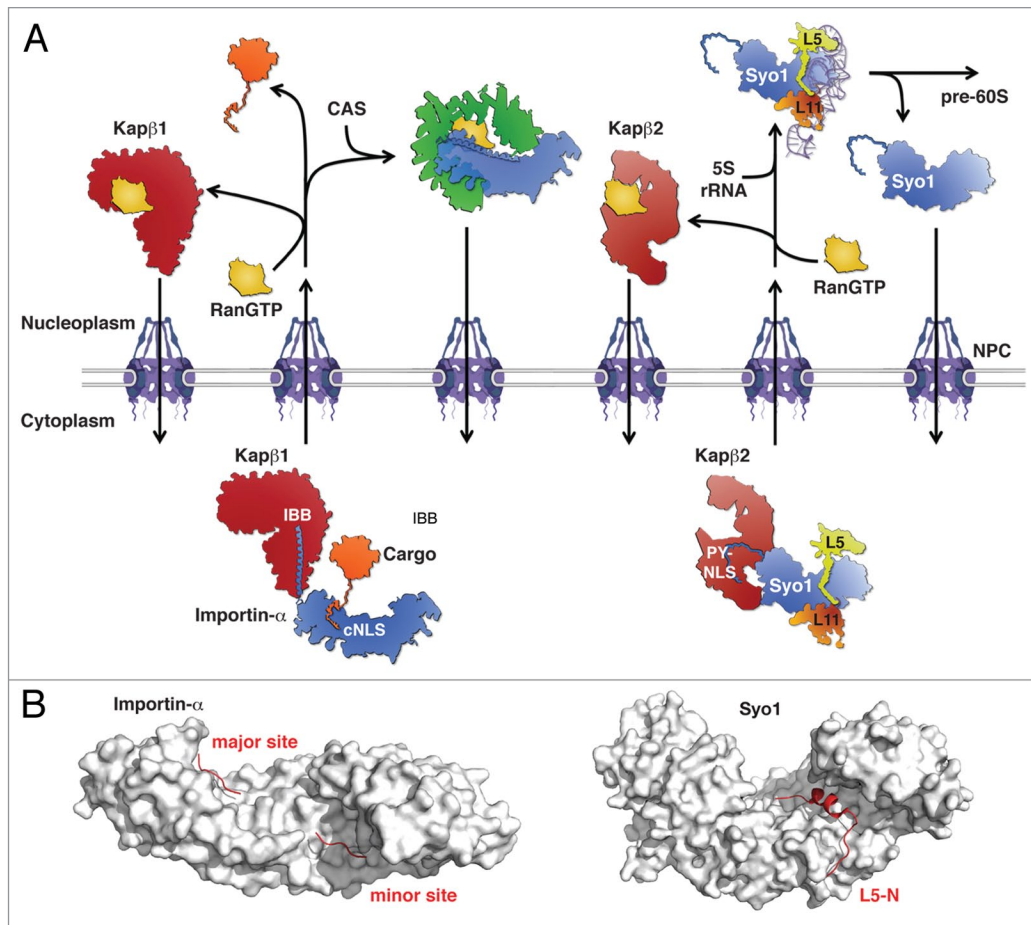 A
Kapβ1
CAS
RanGTP
Kapβ2
5S
rRNA
Syo1
L5
L11
pre-60S
Syo1
RanGTP
Nucleoplasm
NPC
Cytoplasm
Kapβ1
IBB
IBB
Cargo
Importin-α
cNLS
Kapβ2
PY-
NLS
Syo1
L5
L11
B
Importin-α
major site
minor site
Syo1
L5-N